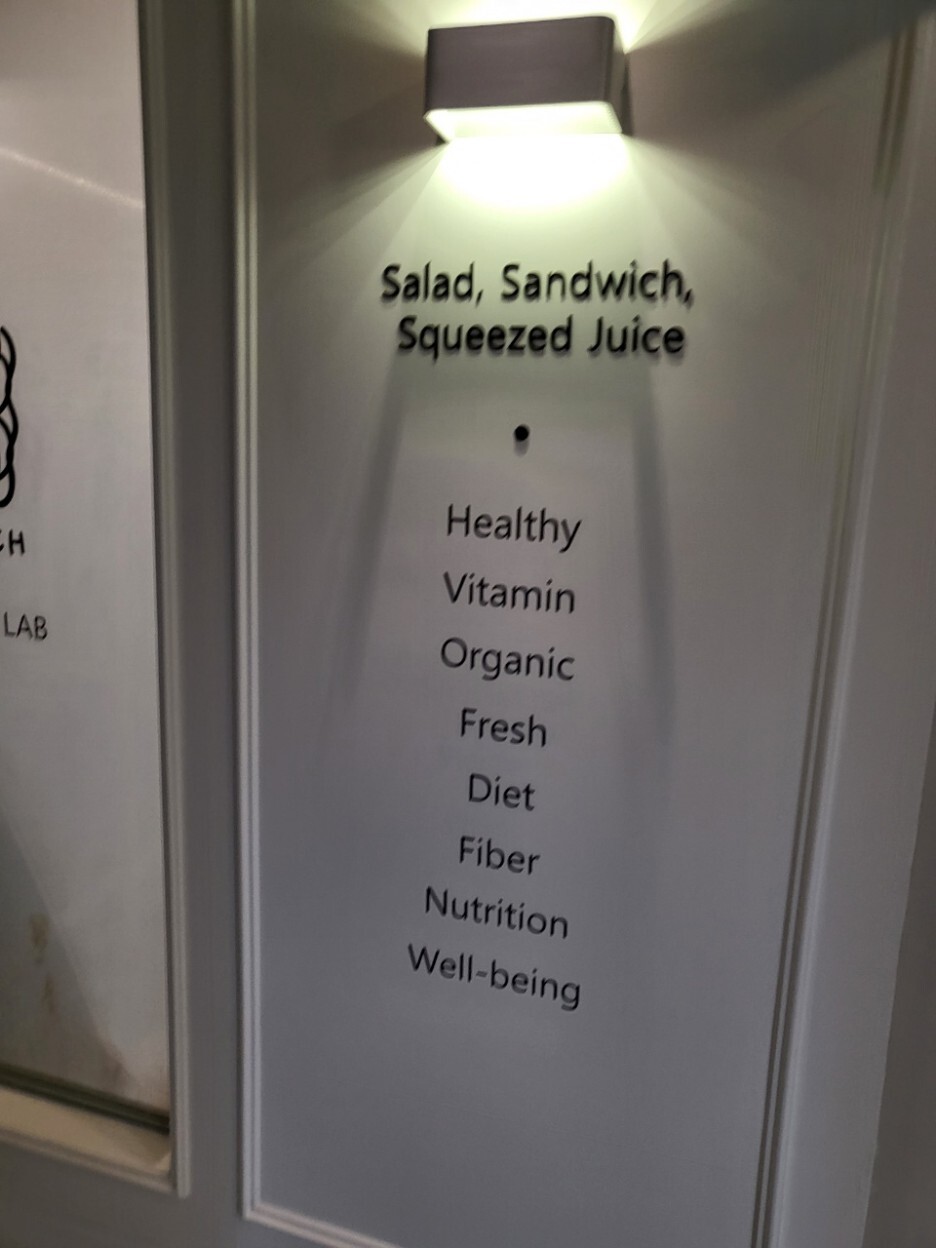 Salad, Sandwich,
Squeezed Juice
Healthy
Vitamin
Organic
Fresh
Diet
Fiber
Nutrition
Well-being
LAB